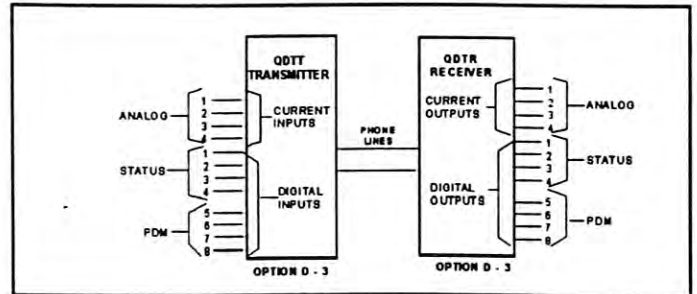 QDTT
TRANSMITTER
ANALOG
1
2
3
4
CURRENT
INPUTS
STATUS
1
2
3
4
DIGITAL
INPUTS
PDM
5
6
7
8
OPTION D - 3
PHONE
LINES
QDTR
RECEIVER
CURRENT
OUTPUTS
1
2
3
4
ANALOG
1
2
3
4
STATUS
DIGITAL
OUTPUTS
5
6
7
8
PDM
OPTION D - 3